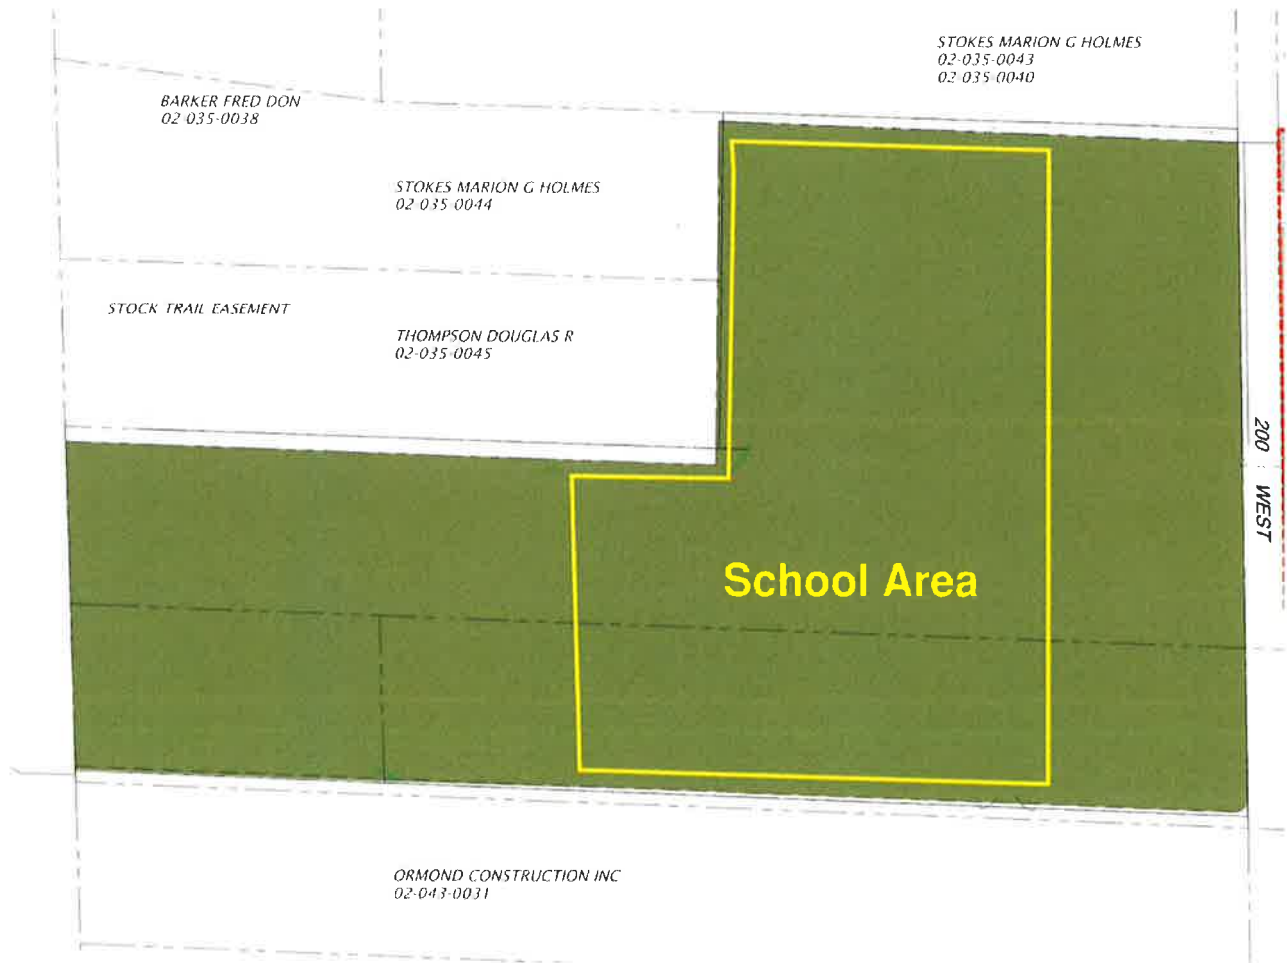 STOKES MARION G HOLMES
02-035-0043
02-035-0040
BARKER FRED DON
02-035-0038
STOKES MARION G HOLMES
02-035-0044
STOCK TRAIL EASEMENT
THOMPSON DOUGLAS R
02-035-0045
200 WEST
School Area
ORMOND CONSTRUCTION INC
02-043-0031